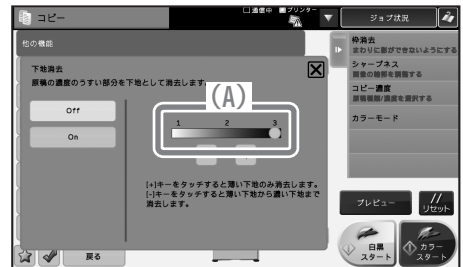 コピー
通信中
プリンター
ジョブ状況
他の機能
下地消去
原稿の濃度のうすい部分を下地として消去します。
Off
On
(A)
1 2 3
[+]キーをタッチすると薄い下地のみ消去します。
[-]キーをタッチすると薄い下地から濃い下地まで
消去します。
戻る
枠消去
まわりに影ができないようにする
シャープネス
画像の輪郭を調整する
コピー濃度
原稿種類/濃度を選択する
カラーモード
プレビュー
リセット
白黒
スタート
カラー
スタート